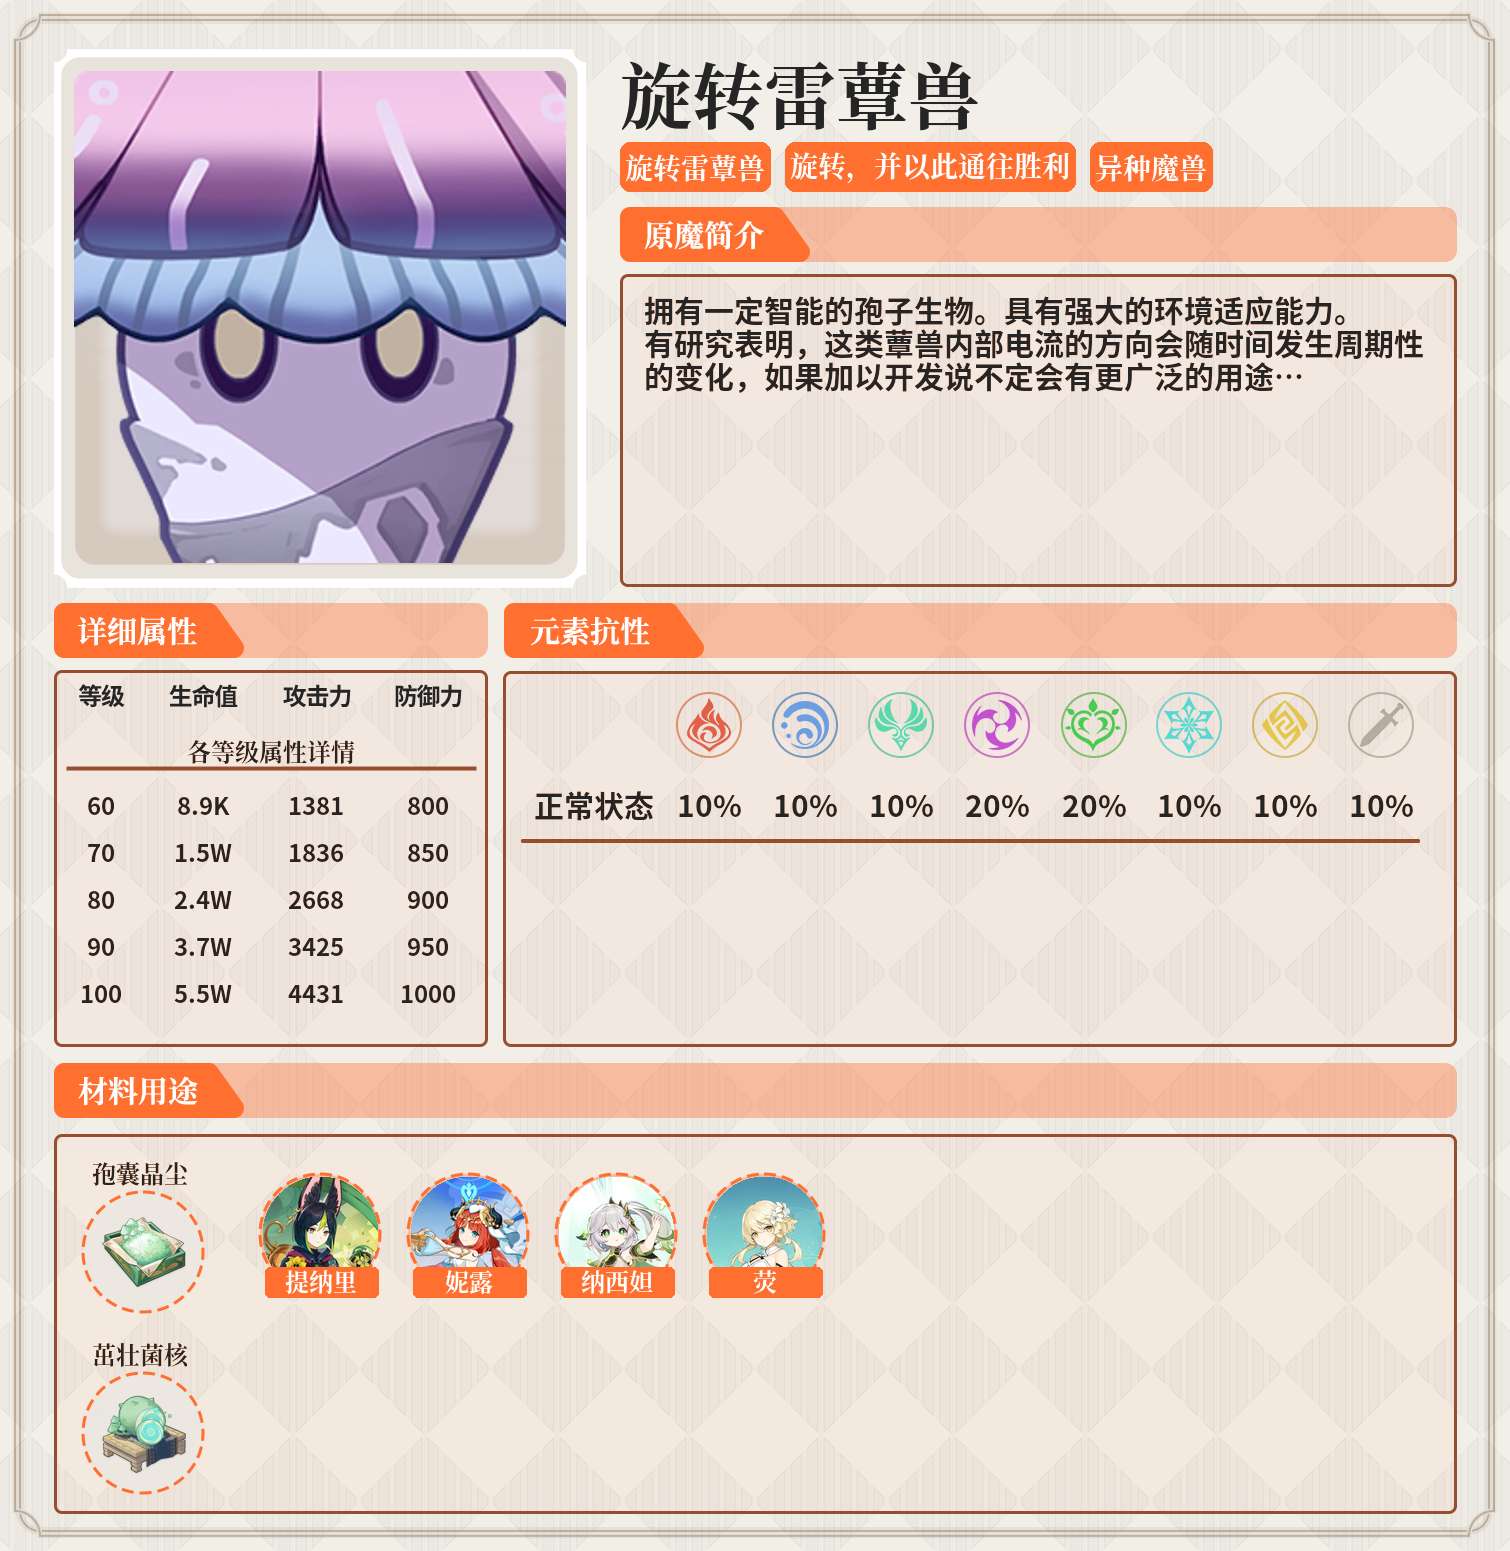 旋转雷蕈兽
旋转雷蕈兽 旋转，并以此通往胜利 异种魔兽
原魔简介
拥有一定智能的孢子生物。具有强大的环境适应能力。
有研究表明，这类蕈兽内部电流的方向会随时间发生周期性
的变化，如果加以开发说不定会有更广泛的用途…
详细属性
等级 生命值 攻击力 防御力
各等级属性详情
60 8.9K 1381 800
70 1.5W 1836 850
80 2.4W 2668 900
90 3.7W 3425 950
100 5.5W 4431 1000
元素抗性
正常状态 10% 10% 10% 20% 20% 10% 10% 10%
材料用途
孢囊晶尘
提纳里 妮露 纳西妲 荧
茁壮菌核